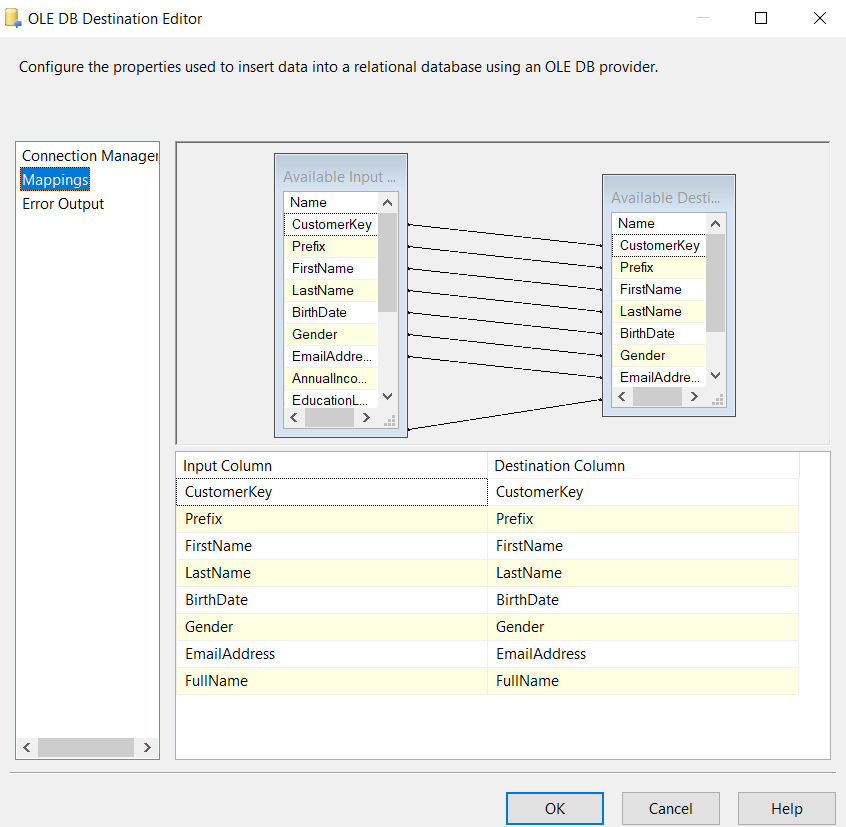 OLE DB Destination Editor
Configure the properties used to insert data into a relational database using an OLE DB provider.
Connection Manager
Mappings
Error Output
Available Input ...
Name
CustomerKey
Prefix
FirstName
LastName
BirthDate
Gender
EmailAddre...
AnnualInco...
EducationL...
Available Desti...
Name
CustomerKey
Prefix
FirstName
LastName
BirthDate
Gender
EmailAddre...
Input Column Destination Column
CustomerKey CustomerKey
Prefix Prefix
FirstName FirstName
LastName LastName
BirthDate BirthDate
Gender Gender
EmailAddress EmailAddress
FullName FullName
OK Cancel Help